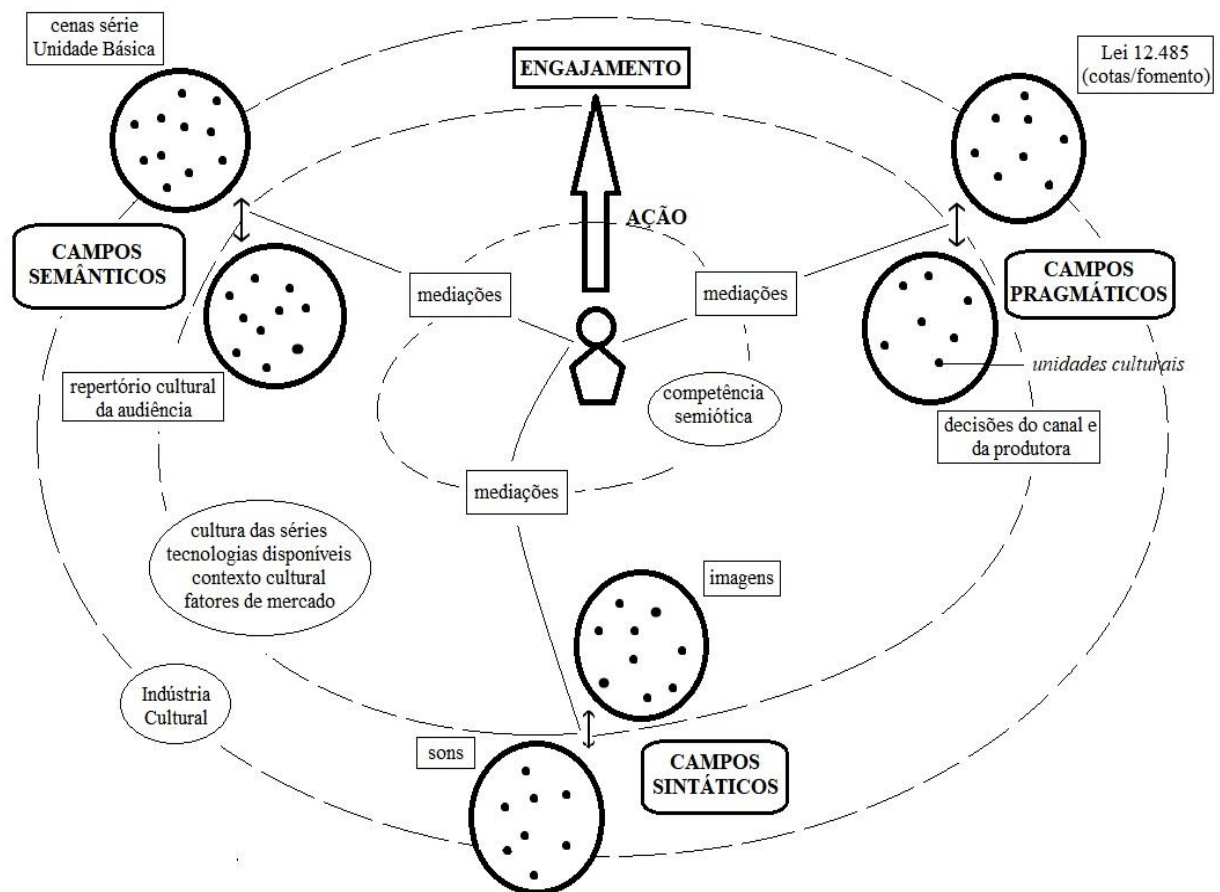 cenas série
Unidade Básica
ENGAJAMENTO
Lei 12.485
(cotas/fomento)
AÇÃO
CAMPOS
SEMÂNTICOS
mediações
mediações
CAMPOS
PRAGMÁTICOS
unidades culturais
repertório cultural
da audiência
competência
semiótica
decisões do canal e
da produtora
mediações
cultura das séries
tecnologias disponíveis
contexto cultural
fatores de mercado
imagens
Indústria
Cultural
sons
CAMPOS
SINTÁTICOS